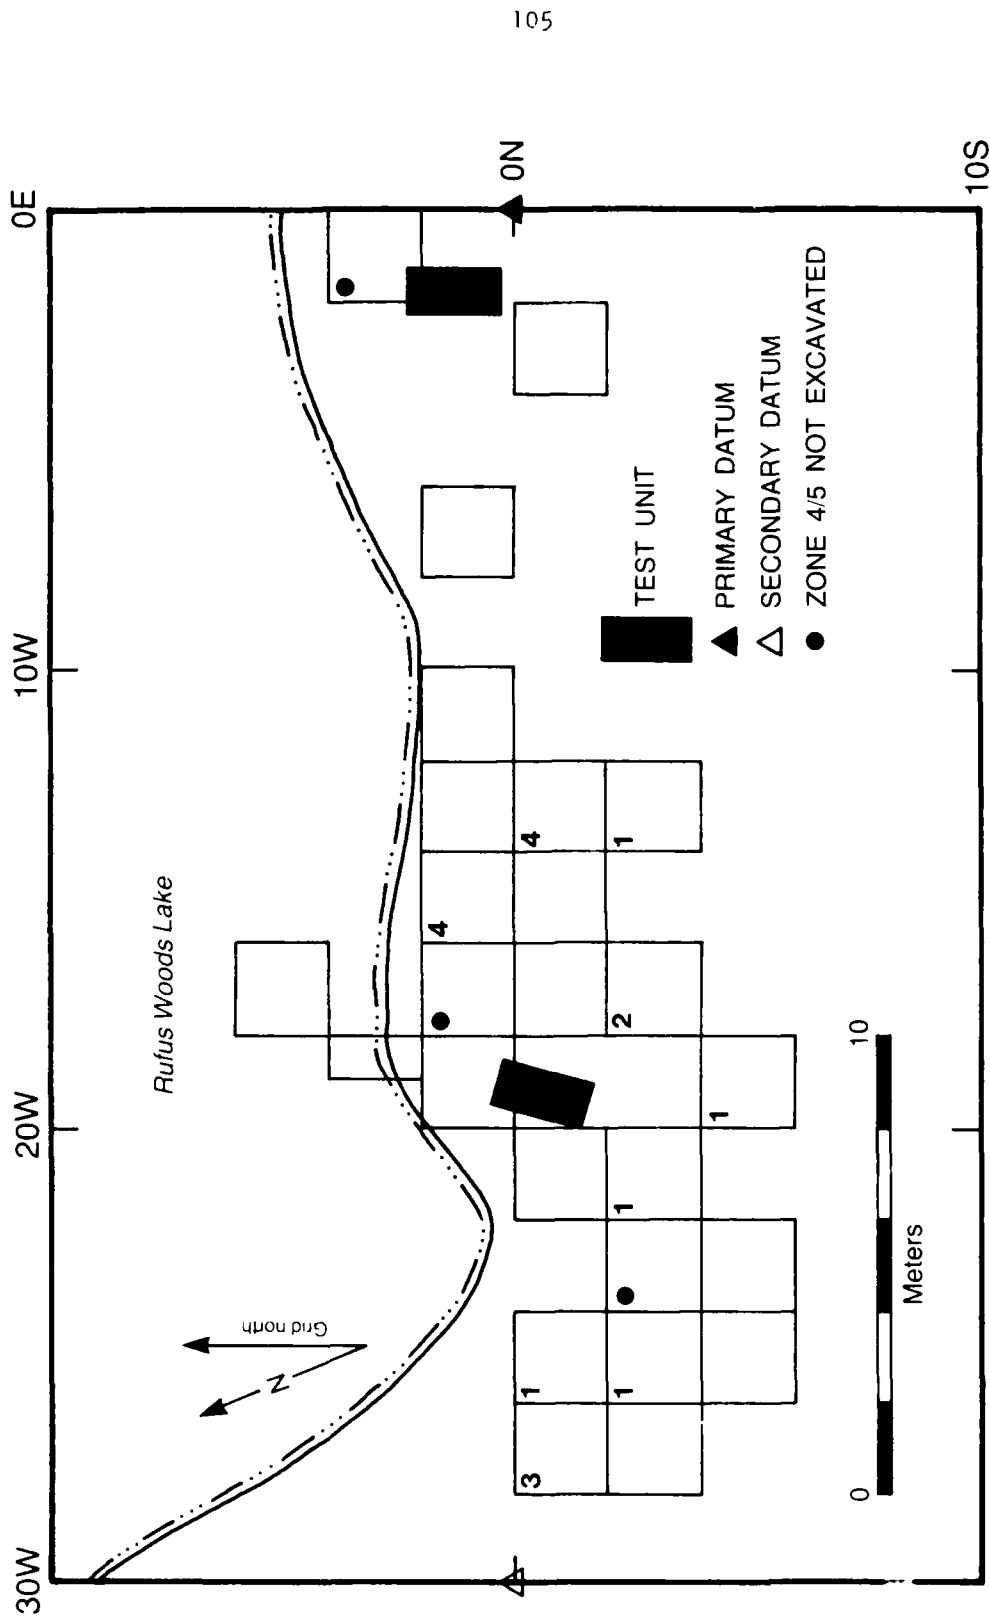 105
30W
20W
10W
0E
Rufus Woods Lake
N
Grid north
0N
10S
4
4
1
2
1
1
1
1
3
TEST UNIT
PRIMARY DATUM
SECONDARY DATUM
ZONE 4/5 NOT EXCAVATED
0
10
Meters